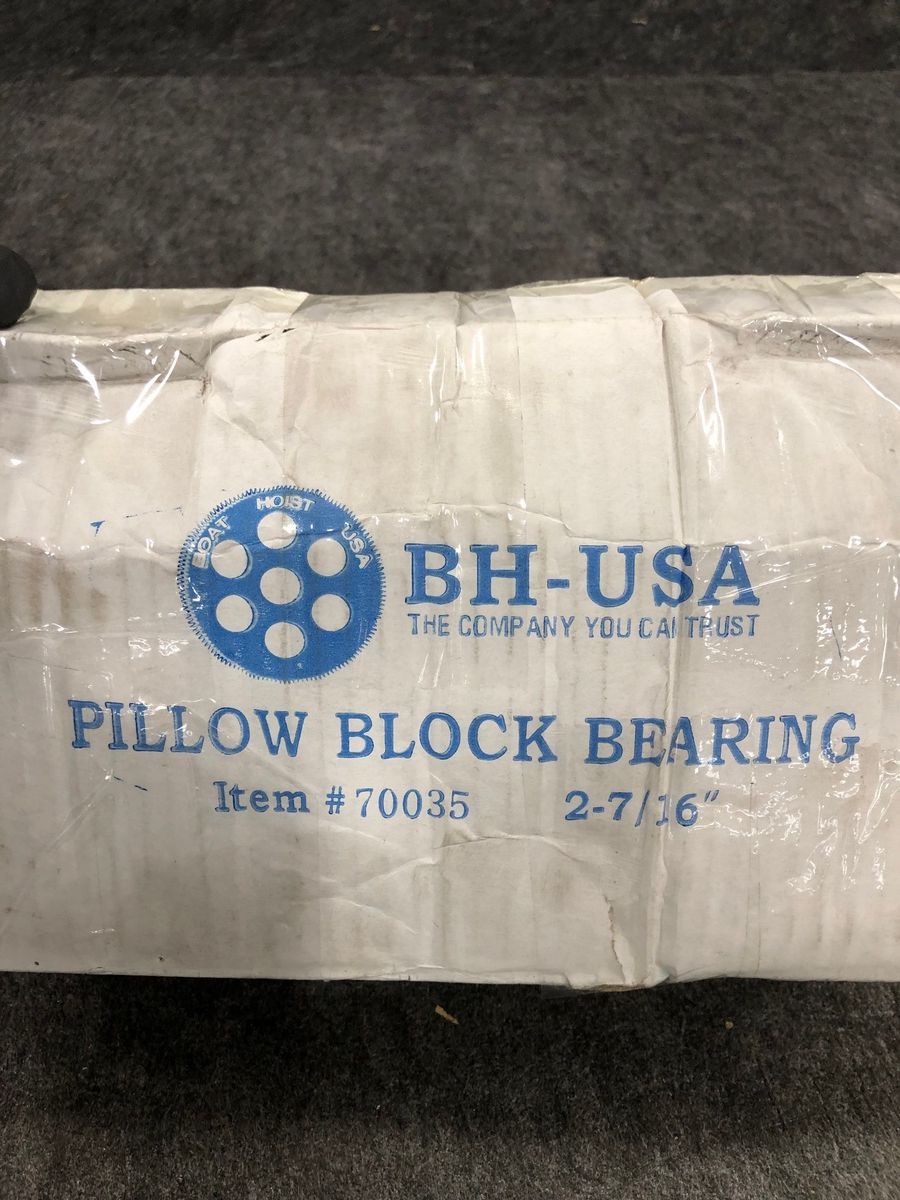 BOAT HOIST USA
BH-USA
THE COMPANY YOU CAN TRUST
PILLOW BLOCK BEARING
Item #70035 2-7/16"